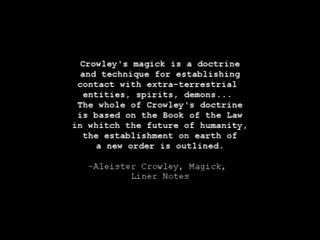 Crowley's magick is a doctrine
and technique for establishing
contact with extra-terrestrial
entities, spirits, demons...
The whole of Crowley's doctrine
is based on the Book of the Law
in whitch the future of humanity,
the establishment on earth of
a new order is outlined.
-Aleister Crowley, Magick,
Liner Notes